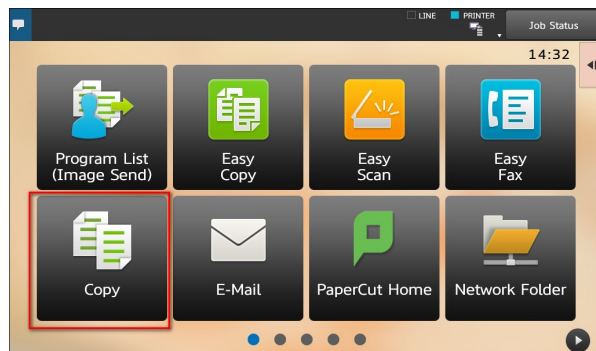 LINE
PRINTER
Job Status
14:32
Program List
(Image Send)
Easy
Copy
Easy
Scan
Easy
Fax
Copy
E-Mail
PaperCut Home
Network Folder